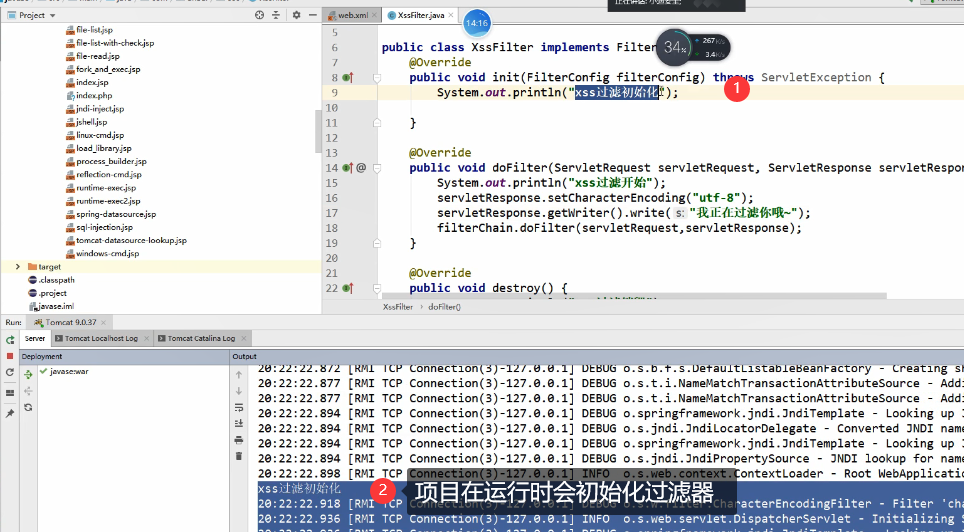 Project
web.xml
XssFilter.java
14:16
34%
267K/s
3.4K/s
file-list.jsp
file-list-with-check.jsp
file-read.jsp
fork_and_exec.jsp
index.jsp
index.php
jndi-inject.jsp
jshell.jsp
linux-cmd.jsp
load_library.jsp
process_builder.jsp
reflection-cmd.jsp
runtime-exec.jsp
runtime-exec2.jsp
spring-datasource.jsp
sql-injection.jsp
tomcat-datasource-lookup.jsp
windows-cmd.jsp
target
.classpath
.project
javase.iml
5
6 public class XssFilter implements Filter
7 @Override
8 public void init(FilterConfig filterConfig) throws ServletException {
9 System.out.println("xss过滤初始化");
1
10
11 }
12
13 @Override
14 @ public void doFilter(ServletRequest servletRequest, ServletResponse servletRespon
15 System.out.println("xss过滤开始");
16 servletResponse.setCharacterEncoding("utf-8");
17 servletResponse.getWriter().write( s: "我正在过滤你哦~");
18 filterChain.doFilter(servletRequest,servletResponse);
19 }
20
21 @Override
22 public void destroy() {
XssFilter
doFilter()
Run:
Tomcat 9.0.37
Server
Tomcat Localhost Log
Tomcat Catalina Log
Deployment
Output
javase:war
20:22:22.872 [RMI TCP Connection(3)-127.0.0.1] DEBUG o.s.b.f.s.DefaultListableBeanFactory - Creating sh
20:22:22.877 [RMI TCP Connection(3)-127.0.0.1] DEBUG o.s.t.i.NameMatchTransactionAttributeSource - Addi
20:22:22.877 [RMI TCP Connection(3)-127.0.0.1] DEBUG o.s.t.i.NameMatchTransactionAttributeSource - Addi
20:22:22.894 [RMI TCP Connection(3)-127.0.0.1] DEBUG o.springframework.jndi.JndiTemplate - Looking up J
20:22:22.894 [RMI TCP Connection(3)-127.0.0.1] DEBUG o.s.jndi.JndiLocatorDelegate - Converted JNDI name
20:22:22.894 [RMI TCP Connection(3)-127.0.0.1] DEBUG o.springframework.jndi.JndiTemplate - Looking up J
20:22:22.894 [RMI TCP Connection(3)-127.0.0.1] DEBUG o.s.jndi.JndiPropertySource - JNDI lookup for name
20:22:22.898 [RMI TCP Connection(3)-127.0.0.1] INFO o.s.web.context.ContextLoader - Root WebApplication
xss过滤初始化
2
项目在运行时会初始化过滤器
20:22:22.918 [RMI TCP CharacterEncodingFilter - Filter 'cha
20:22:22.936 [RMI TCP Connection(3)-127.0.0.1] INFO o.s.web.servlet.DispatcherServlet - Initializing S